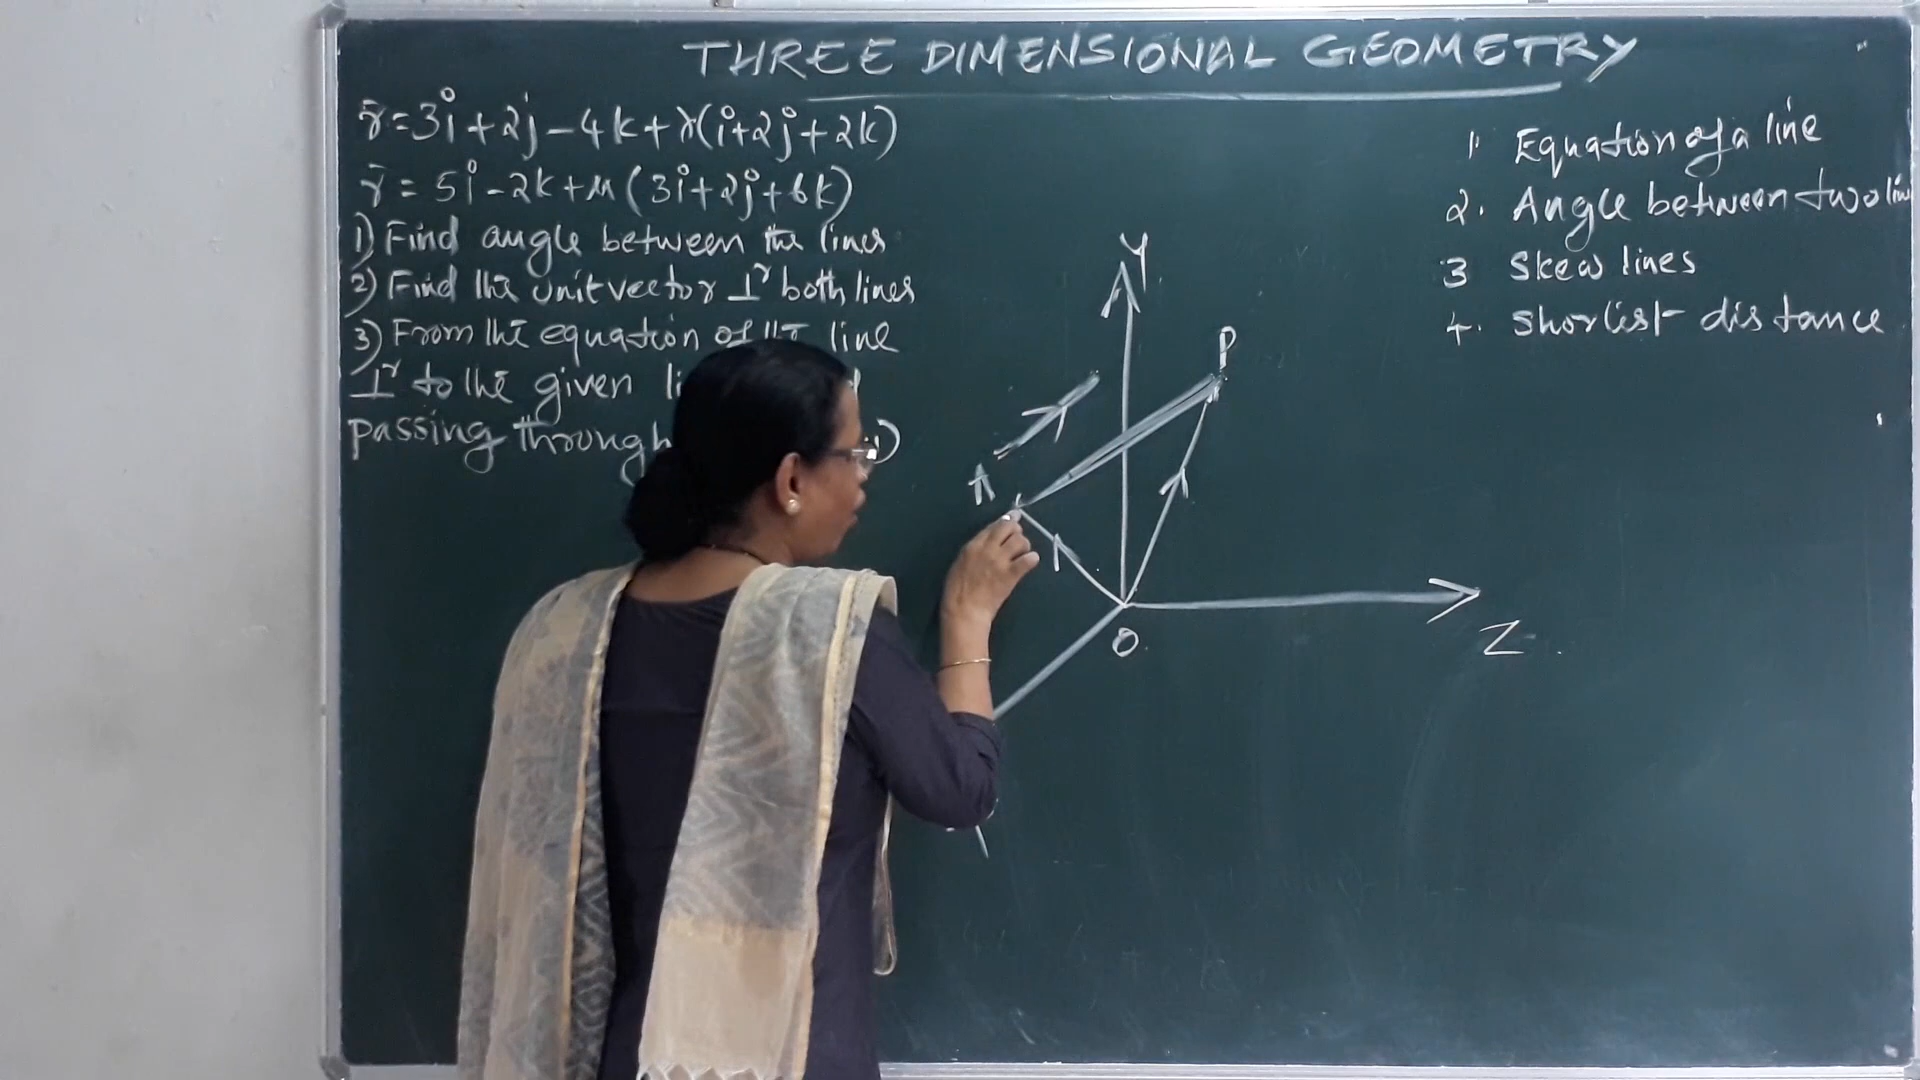 THREE DIMENSIONAL GEOMETRY
r̄=3i+2j-4k+λ(i+2j+2k)
r̄=5i-2k+μ(3i+2j+6k)
1) Find angle between the lines
2) Find the unit vector ⊥r both lines
3) From the equation of the line
⊥r to the given
passing through
1. Equation of a line
2. Angle between two lin
3 Skew lines
4. Shortest distance
Y
P
A
O
Z